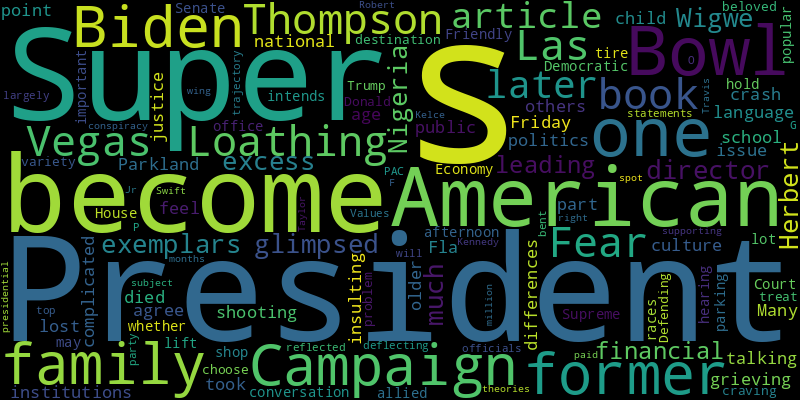 point Senate Robert article child Wigwe beloved
Biden Thompson
national destination Friendly Las tire popular
Super S Bowl
largely important wing trajectory Trump Democratic O
intends later book hold crash
conspiracy justice Donald Nigeria others Travis
office age Kelce statements language G
Vegas Loathing public Friday one politics school
variety Parkland excess PAC Economy leading issue
Jr Swift F spot director
become American Herbert
House feel Taylor Values part
P afternoon bent right supporting
exemplars glimpsed Fla Kennedy Fear culture lot
presidential complicated will
President
months subject insulting problem older much differences hearing parking Court
died million treat
top agree shooting Supreme races Defending Many
lost whether
may party lift shop reflected deflecting officials financial talking
family choose Campaign paid former
took conversation allied theories grieving
institutions craving